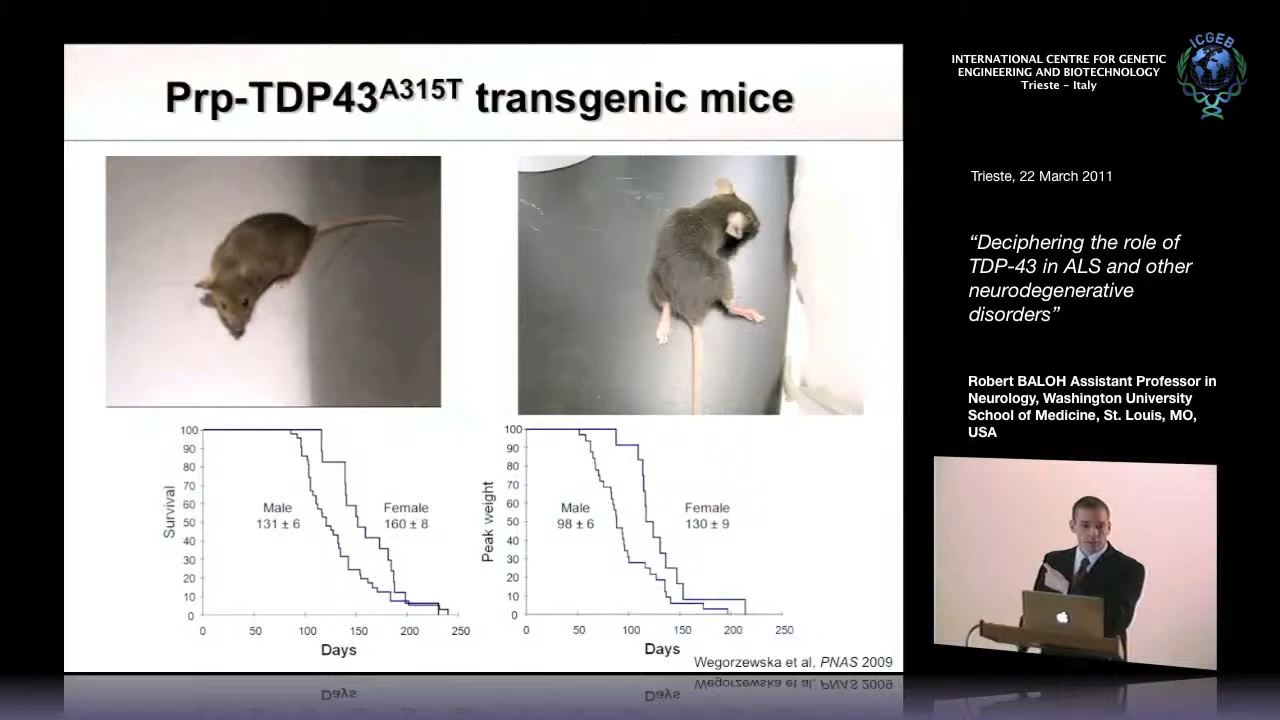 Prp-TDP43A315T transgenic mice
100
90
80
70
60
50
40
30
20
10
0
Survival
Male
131 ± 6
Female
160 ± 8
0 50 100 150 200 250
Days
100
90
80
70
60
50
40
30
20
10
0
Peak weight
Male
98 ± 6
Female
130 ± 9
0 50 100 150 200 250
Days
Wegorzewska et al, PNAS 2009
INTERNATIONAL CENTRE FOR GENETIC
ENGINEERING AND BIOTECHNOLOGY
Trieste - Italy
ICGEB
Trieste, 22 March 2011
“Deciphering the role of
TDP-43 in ALS and other
neurodegenerative
disorders”
Robert BALOH Assistant Professor in
Neurology, Washington University
School of Medicine, St. Louis, MO,
USA